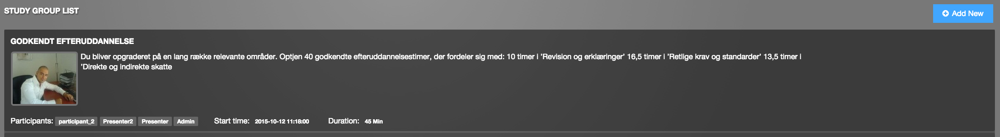 STUDY GROUP LIST
Add New
GODKENDT EFTERUDDANNELSE
Du bliver opgraderet på en lang række relevante områder. Optjen 40 godkendte efteruddannelsestimer, der fordeler sig med: 10 timer i ’Revision og erklæringer’ 16,5 timer i ’Retlige krav og standarder’ 13,5 timer i
’Direkte og indirekte skatte
Participants: participant_2 Presenter2 Presenter Admin Start time: 2015-10-12 11:18:00 Duration: 45 Min